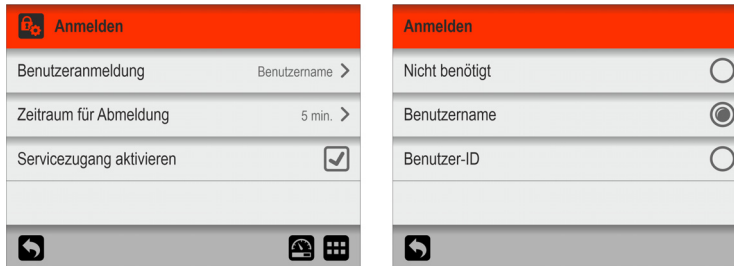 Anmelden
Benutzeranmeldung Benutzername
Zeitraum für Abmeldung 5 min.
Servicezugang aktivieren
Anmelden
Nicht benötigt
Benutzername
Benutzer-ID